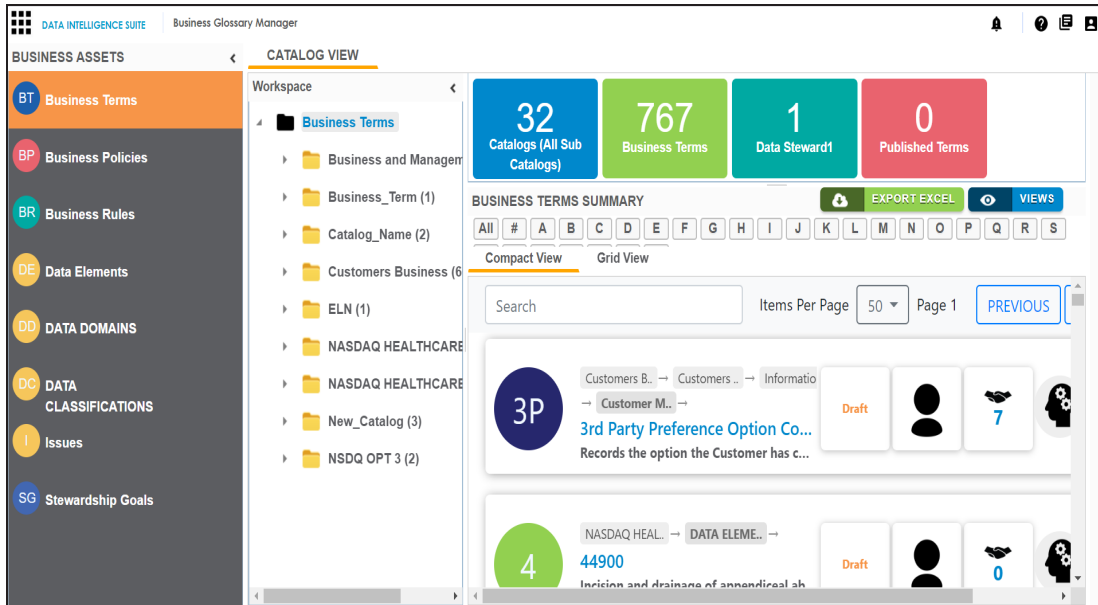 DATA INTELLIGENCE SUITE Business Glossary Manager
BUSINESS ASSETS
BT Business Terms
BP Business Policies
BR Business Rules
DE Data Elements
DD DATA DOMAINS
DC DATA
CLASSIFICATIONS
I Issues
SG Stewardship Goals
CATALOG VIEW
Workspace
Business Terms
Business and Managem
Business_Term (1)
Catalog_Name (2)
Customers Business (6
ELN (1)
NASDAQ HEALTHCARE
NASDAQ HEALTHCARE
New_Catalog (3)
NSDQ OPT 3 (2)
32
Catalogs (All Sub
Catalogs)
767
Business Terms
1
Data Steward1
0
Published Terms
BUSINESS TERMS SUMMARY EXPORT EXCEL VIEWS
All # A B C D E F G H I J K L M N O P Q R S
Compact View Grid View
Search Items Per Page 50 Page 1 PREVIOUS
3P
Customers B.. → Customers .. → Informatio
→ Customer M.. →
3rd Party Preference Option Co...
Records the option the Customer has c...
Draft
7
4
NASDAQ HEAL.. → DATA ELEME.. →
44900
Incision and drainage of appendiceal ab
Draft
0